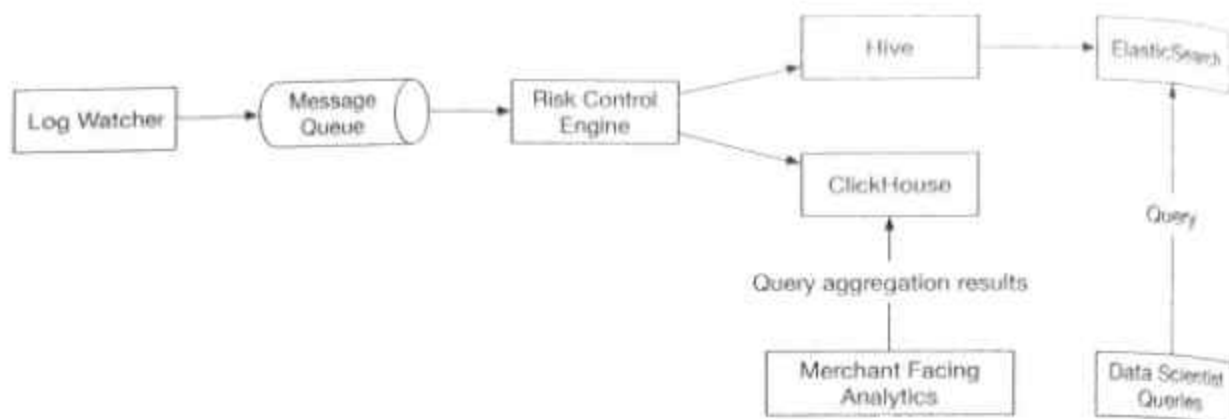 Log Watcher
Message
Queue
Risk Control
Engine
Hive
ElasticSearch
ClickHouse
Query aggregation results
Query
Merchant Facing
Analytics
Data Scientist
Queries